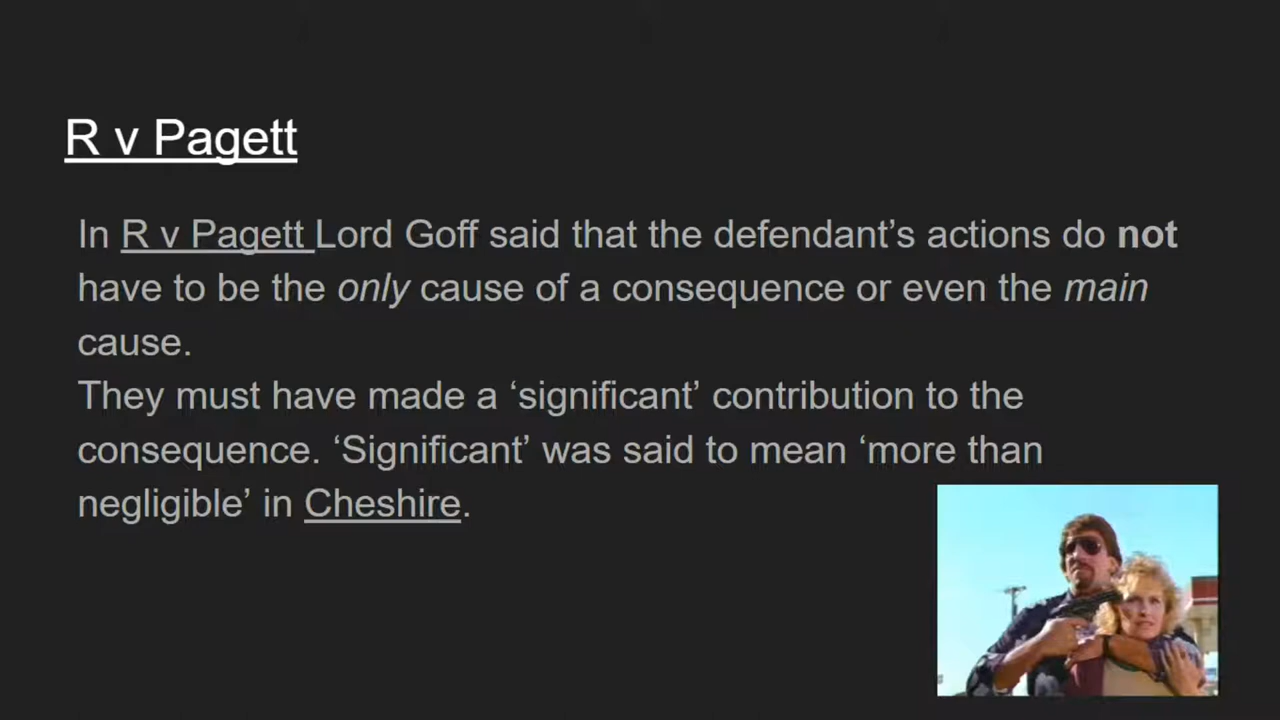 R v Pagett
In R v Pagett Lord Goff said that the defendant’s actions do not
have to be the only cause of a consequence or even the main
cause.
They must have made a ‘significant’ contribution to the
consequence. ‘Significant’ was said to mean ‘more than
negligible’ in Cheshire.